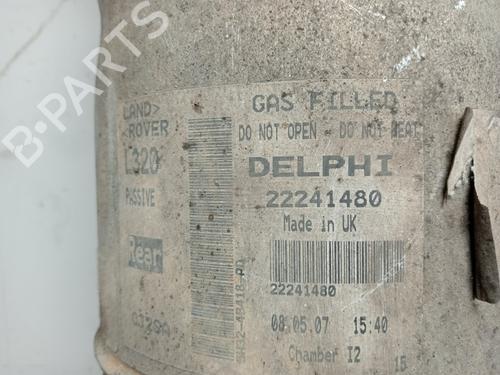 B-PARTS
LAND>
<ROVER
L320
PASSIVE
Rear
GAS FILLED
DO NOT OPEN - DO NOT HEAT
DELPHI
22241480
Made in UK
22241480
08.05.07 15:40
Chamber I2
15